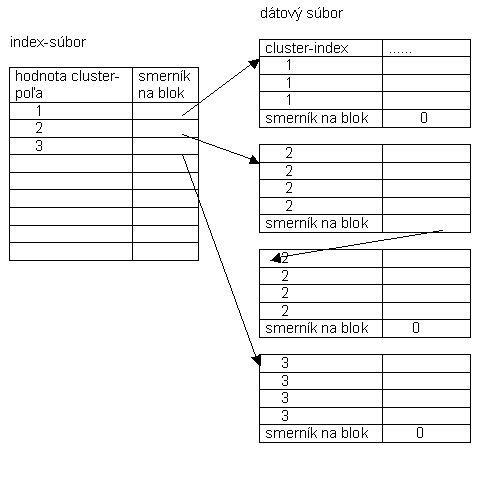 index-súbor
hodnota cluster-
poľa
smerník
na blok
1
2
3
dátový súbor
cluster-index ......
1
1
1
smerník na blok 0
2
2
2
2
smerník na blok
2
2
2
2
smerník na blok 0
3
3
3
3
smerník na blok 0